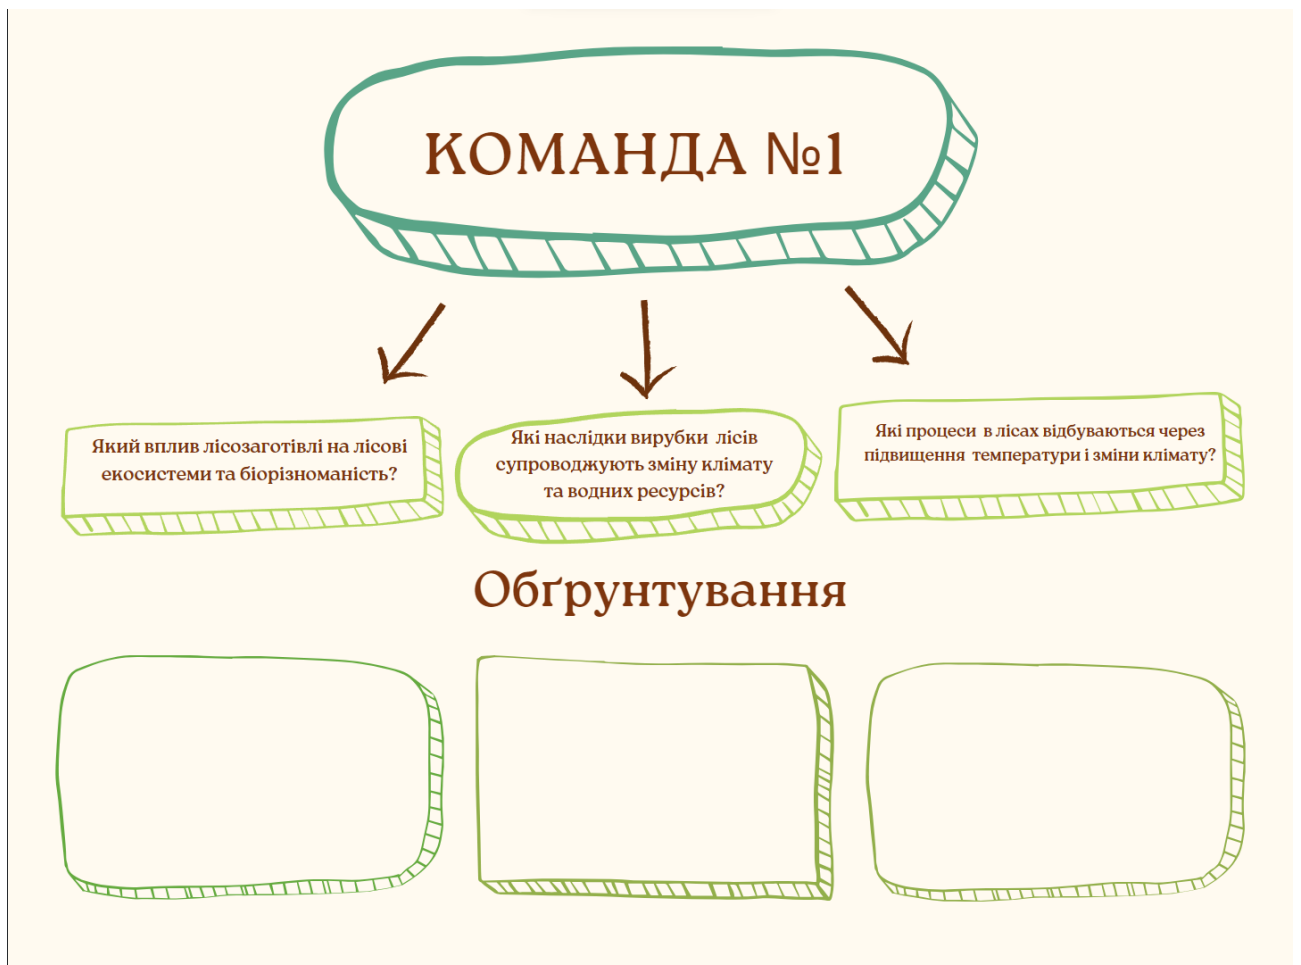 КОМАНДА №1
Який вплив лісозаготівлі на лісові
екосистеми та біорізноманість?
Які наслідки вирубки лісів
супроводжують зміну клімату
та водних ресурсів?
Які процеси в лісах відбуваються через
підвищення температури і зміни клімату?
Обґрунтування